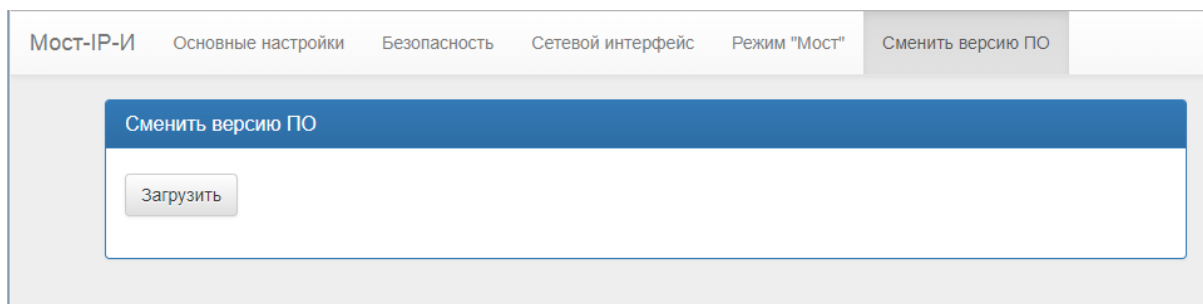 Мост-IP-И Основные настройки Безопасность Сетевой интерфейс Режим "Мост" Сменить версию ПО
Сменить версию ПО
Загрузить